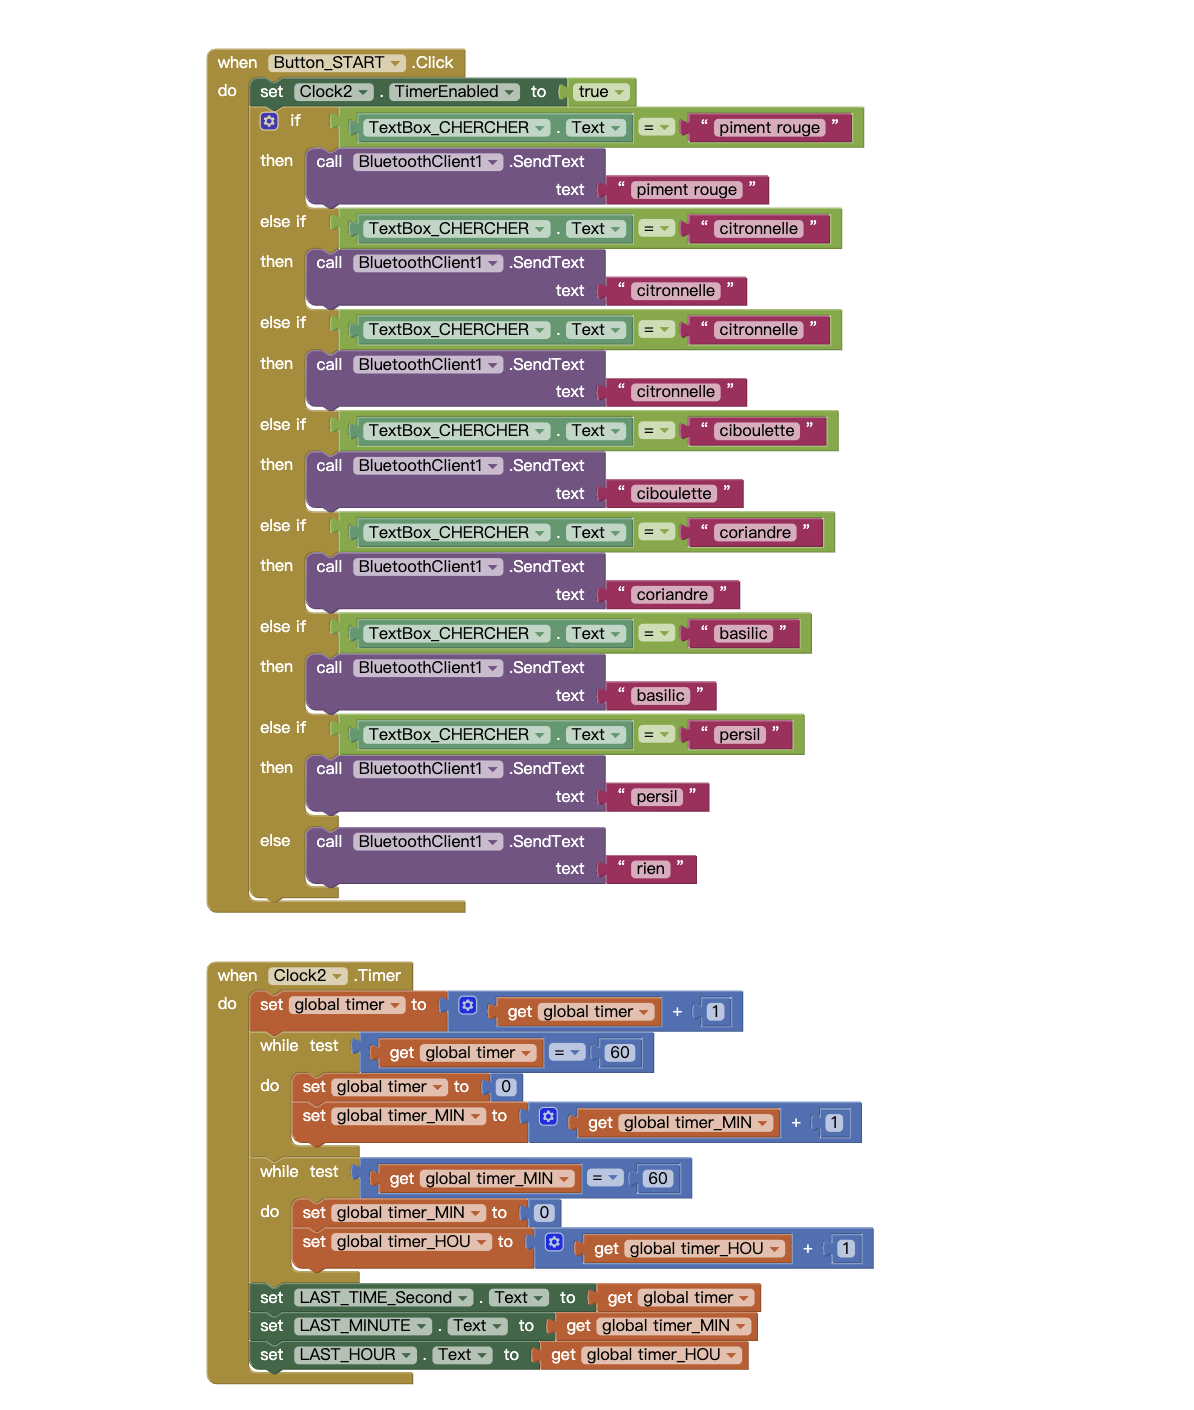 when Button_START .Click
do set Clock2 . TimerEnabled to true
if TextBox_CHERCHER . Text = “ piment rouge ”
then call BluetoothClient1 .SendText
text “ piment rouge ”
else if TextBox_CHERCHER . Text = “ citronnelle ”
then call BluetoothClient1 .SendText
text “ citronnelle ”
else if TextBox_CHERCHER . Text = “ citronnelle ”
then call BluetoothClient1 .SendText
text “ citronnelle ”
else if TextBox_CHERCHER . Text = “ ciboulette ”
then call BluetoothClient1 .SendText
text “ ciboulette ”
else if TextBox_CHERCHER . Text = “ coriandre ”
then call BluetoothClient1 .SendText
text “ coriandre ”
else if TextBox_CHERCHER . Text = “ basilic ”
then call BluetoothClient1 .SendText
text “ basilic ”
else if TextBox_CHERCHER . Text = “ persil ”
then call BluetoothClient1 .SendText
text “ persil ”
else call BluetoothClient1 .SendText
text “ rien ”
when Clock2 .Timer
do set global timer to get global timer + 1
while test get global timer = 60
do set global timer to 0
set global timer_MIN to get global timer_MIN + 1
while test get global timer_MIN = 60
do set global timer_MIN to 0
set global timer_HOU to get global timer_HOU + 1
set LAST_TIME_Second . Text to get global timer
set LAST_MINUTE . Text to get global timer_MIN
set LAST_HOUR . Text to get global timer_HOU